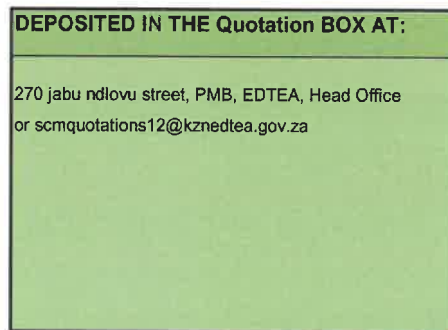 DEPOSITED IN THE Quotation BOX AT:
270 jabu ndlovu street, PMB, EDTEA, Head Office
or scmquotations12@kznedtea.gov.za